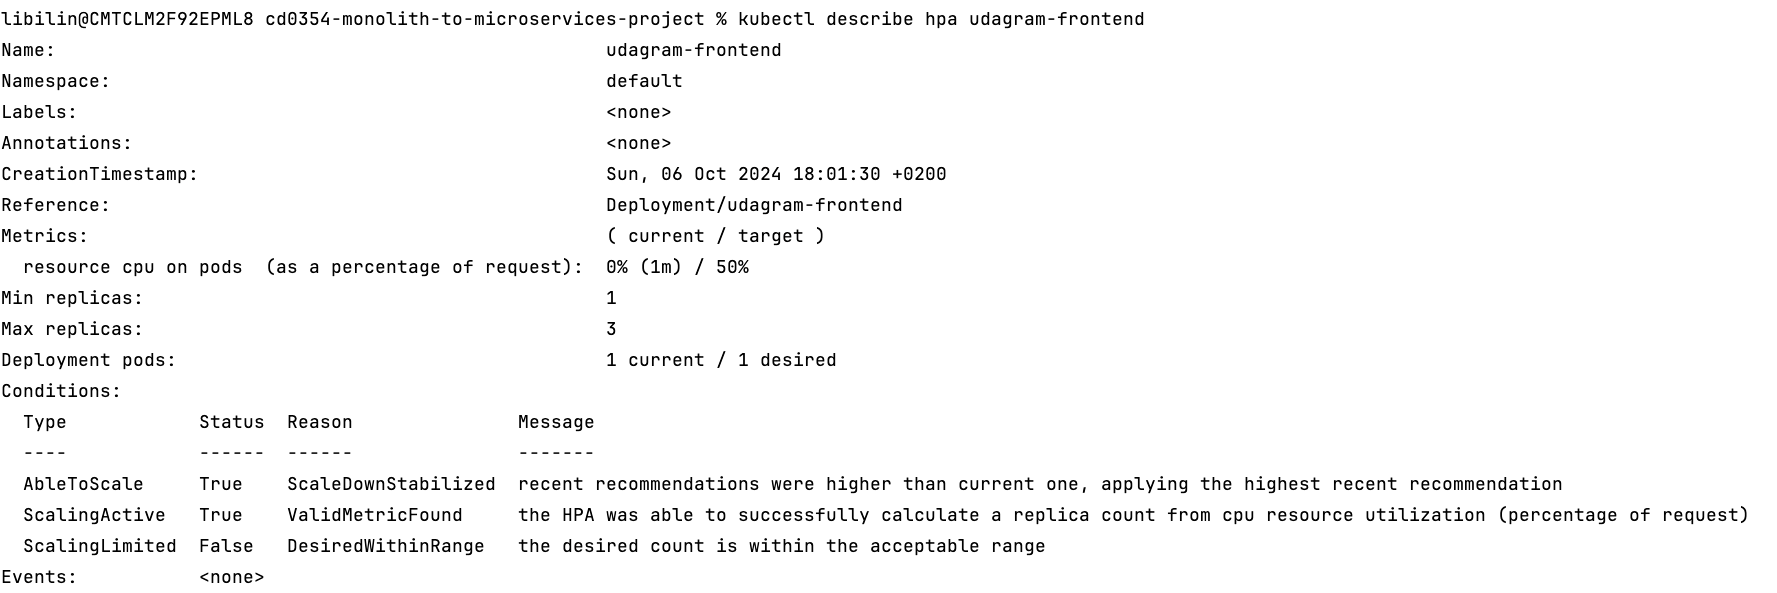 libilin@CMTCLM2F92EPML8 cd0354-monolith-to-microservices-project % kubectl describe hpa udagram-frontend
Name:                                                  udagram-frontend
Namespace:                                             default
Labels:                                                <none>
Annotations:                                           <none>
CreationTimestamp:                                     Sun, 06 Oct 2024 18:01:30 +0200
Reference:                                             Deployment/udagram-frontend
Metrics:                                               ( current / target )
  resource cpu on pods  (as a percentage of request):  0% (1m) / 50%
Min replicas:                                          1
Max replicas:                                          3
Deployment pods:                                       1 current / 1 desired
Conditions:
  Type            Status  Reason               Message
  ----            ------  ------               -------
  AbleToScale     True    ScaleDownStabilized  recent recommendations were higher than current one, applying the highest recent recommendation
  ScalingActive   True    ValidMetricFound     the HPA was able to successfully calculate a replica count from cpu resource utilization (percentage of request)
  ScalingLimited  False   DesiredWithinRange   the desired count is within the acceptable range
Events:           <none>